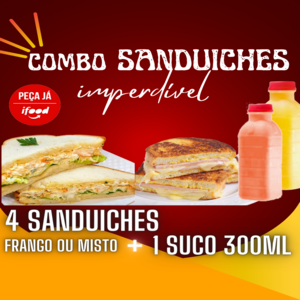 COMBO SANDUICHES
imperdível
PEÇA JÁ
ifood
4 SANDUICHES
FRANGO OU MISTO + 1 SUCO 300ML